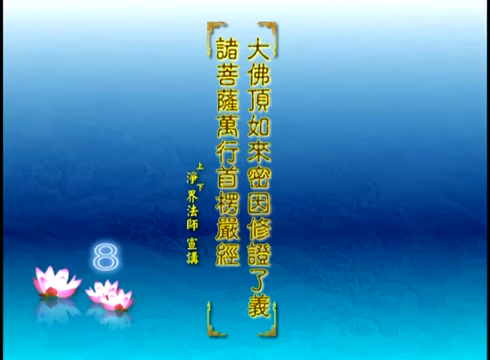 大佛頂如來密因修證了義
諸菩薩萬行首楞嚴經
上淨下界法師 宣講
8